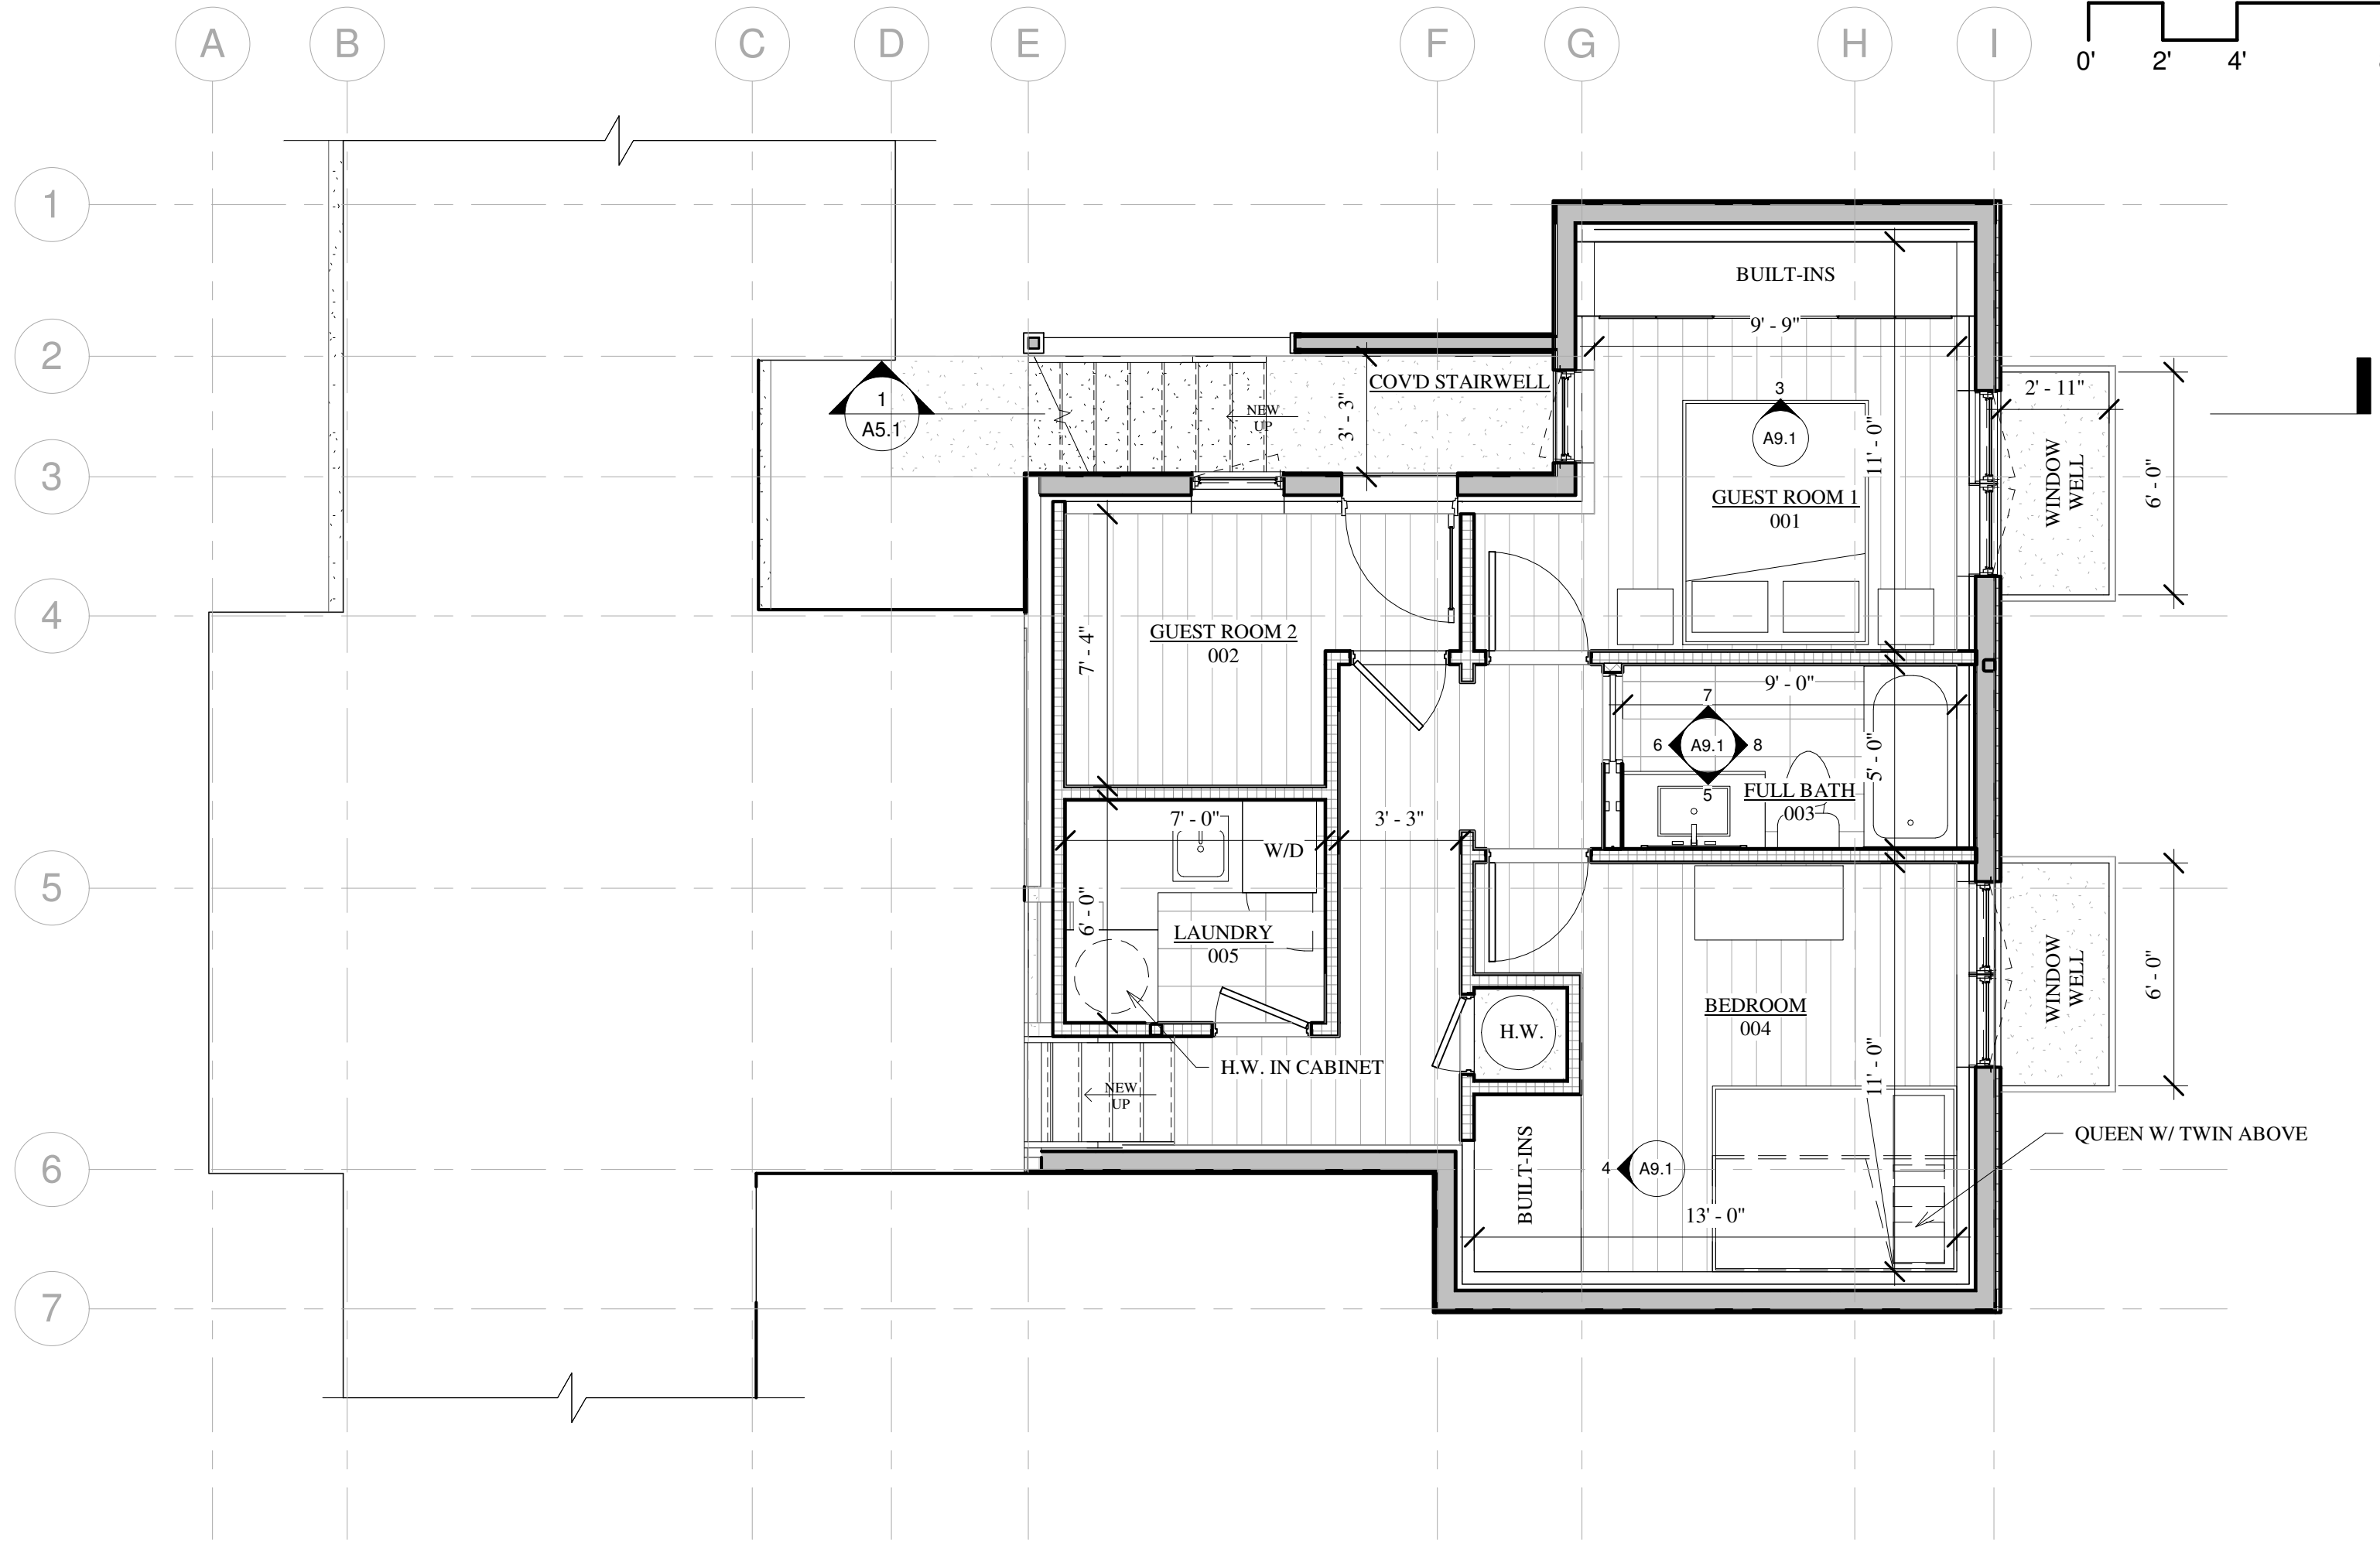 A B C D E F G H I
0' 2' 4'
1
2
3
4
5
6
7
BUILT-INS
9' - 9"
COV'D STAIRWELL
3' - 3"
NEW
UP
1
A5.1
3
A9.1
11' - 0"
GUEST ROOM 1
001
2' - 11"
WINDOW
WELL
6' - 0"
GUEST ROOM 2
002
7' - 4"
9' - 0"
7
6 A9.1 8
5
5' - 0"
FULL BATH
003
7' - 0"
3' - 3"
W/D
6' - 0"
LAUNDRY
005
H.W. IN CABINET
NEW
UP
H.W.
BEDROOM
004
11' - 0"
WINDOW
WELL
6' - 0"
QUEEN W/ TWIN ABOVE
BUILT-INS
4 A9.1
13' - 0"